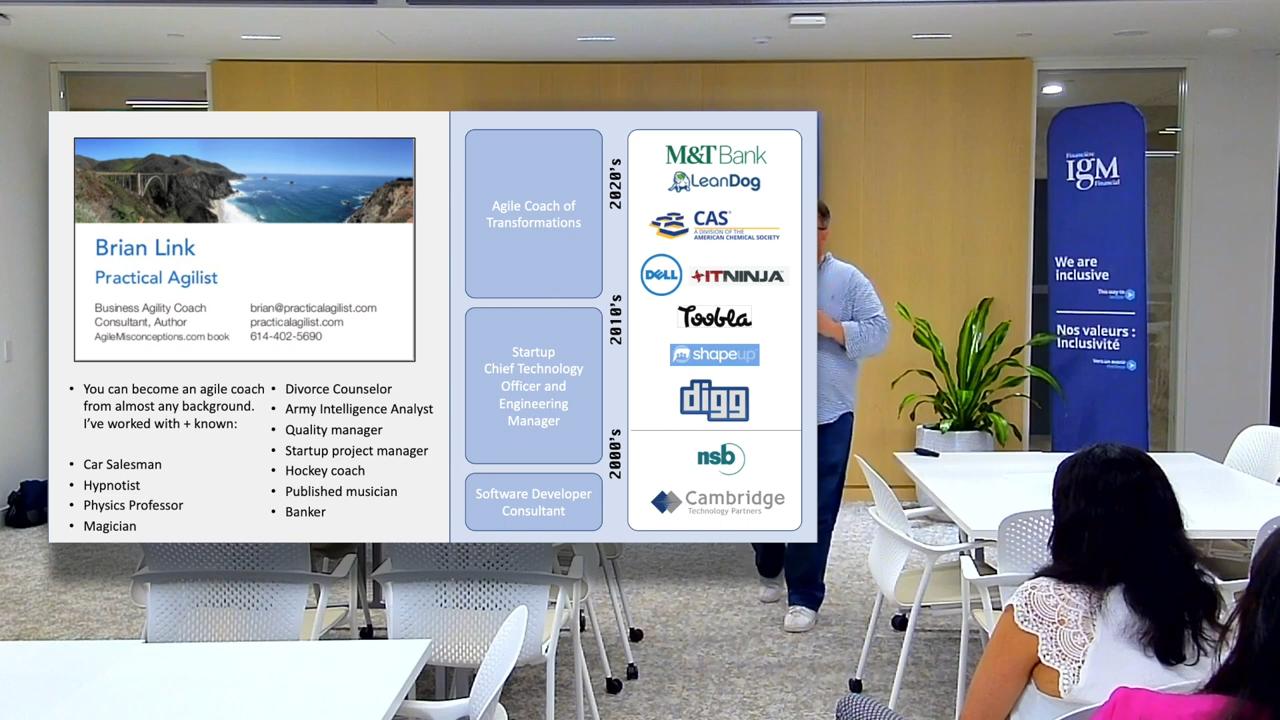 Brian Link
Practical Agilist
Business Agility Coach
Consultant, Author
AgileMisconceptions.com book
brian@practicalagilist.com
practicalagilist.com
614-402-5690
• You can become an agile coach
from almost any background.
I've worked with + known:
• Car Salesman
• Hypnotist
• Physics Professor
• Magician
• Divorce Counselor
• Army Intelligence Analyst
• Quality manager
• Startup project manager
• Hockey coach
• Published musician
• Banker
Agile Coach of
Transformations
Startup
Chief Technology
Officer and
Engineering
Manager
Software Developer
Consultant
2020's
2010's
2000's
M&T Bank
LeanDog
CAS
A DIVISION OF THE
AMERICAN CHEMICAL SOCIETY
DELL
+ITNINJA
Toobla
shapeup
digg
nsb
Cambridge
Technology Partners
Financière
IGM
Financial
We are
inclusive
Nos valeurs :
Inclusivité